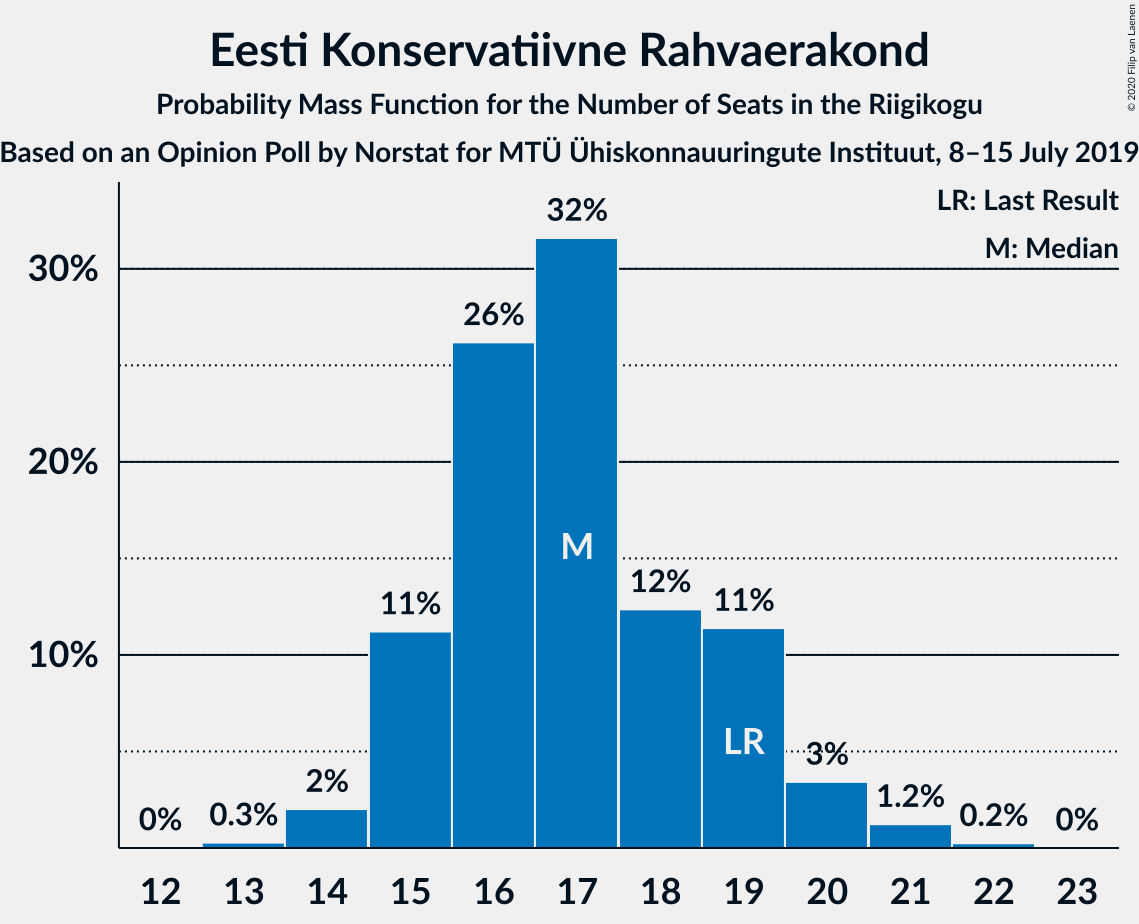 Eesti Konservatiivne Rahvaerakond
Probability Mass Function for the Number of Seats in the Riigikogu
Based on an Opinion Poll by Norstat for MTÜ Ühiskonnauuringute Instituut, 8–15 July 2019
© 2020 Filip van Laenen
LR: Last Result
M: Median
30%
20%
10%
0%
0.3%
2%
11%
26%
32%
12%
11%
3%
1.2%
0.2%
0%
M
LR
12 13 14 15 16 17 18 19 20 21 22 23